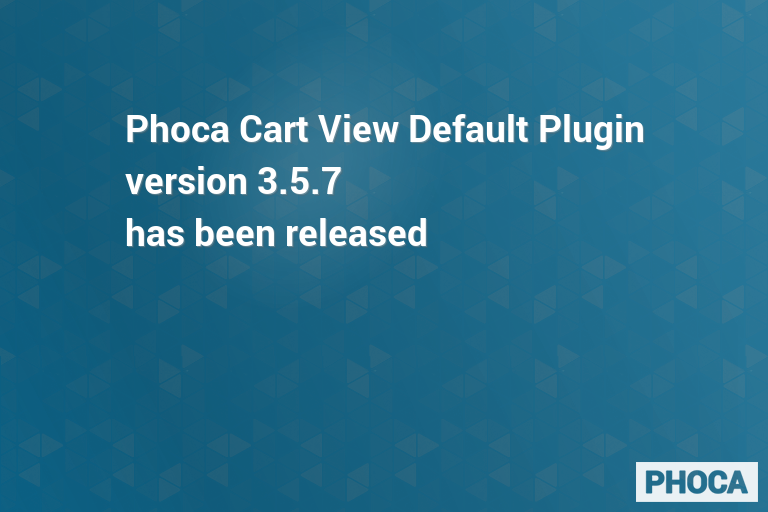 Phoca Cart View Default Plugin
version 3.5.7
has been released
PHOCA